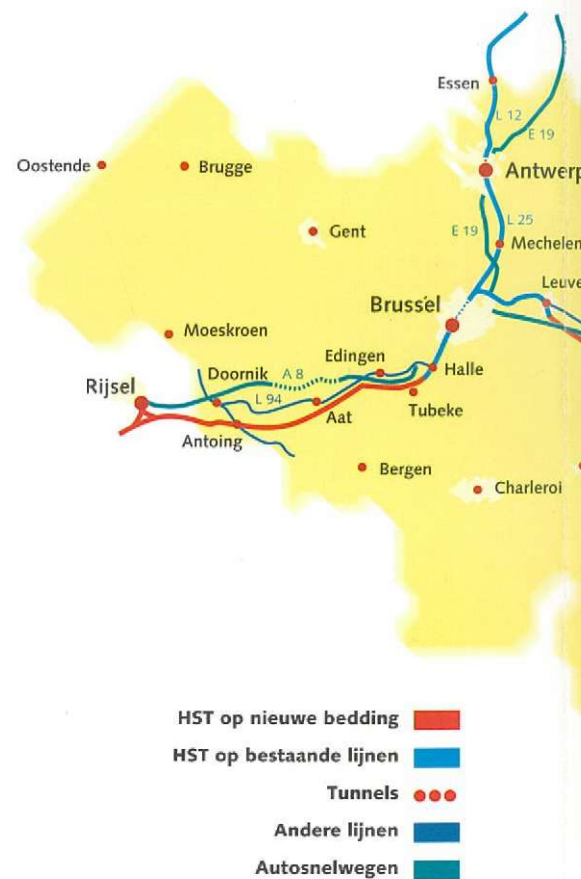 Essen
L 12
E 19
Oostende
Brugge
Antwerp
Gent
E 19
L 25
Mechelen
Leuve
Brussel
Moeskroen
Edingen
Halle
Doornik
A 8
Rijsel
L 94
Aat
Tubeke
Antoing
Bergen
Charleroi
HST op nieuwe bedding
HST op bestaande lijnen
Tunnels
Andere lijnen
Autosnelwegen